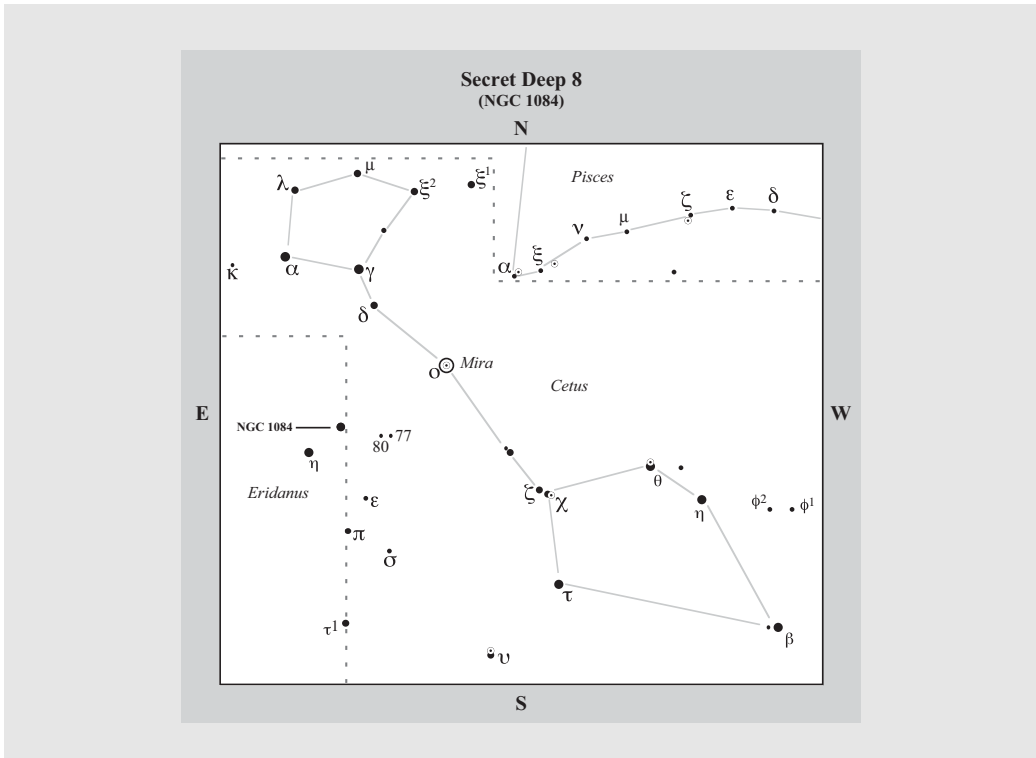 Secret Deep 8
(NGC 1084)
N
μ
λ
ξ²
ξ¹
Pisces
ζ
ε
δ
ν
μ
α
ξ
κ
α
γ
δ
ο
Mira
Cetus
E
W
NGC 1084
80
77
η
Eridanus
ε
ζ
χ
θ
η
φ²
φ¹
π
σ
τ
τ¹
β
υ
S